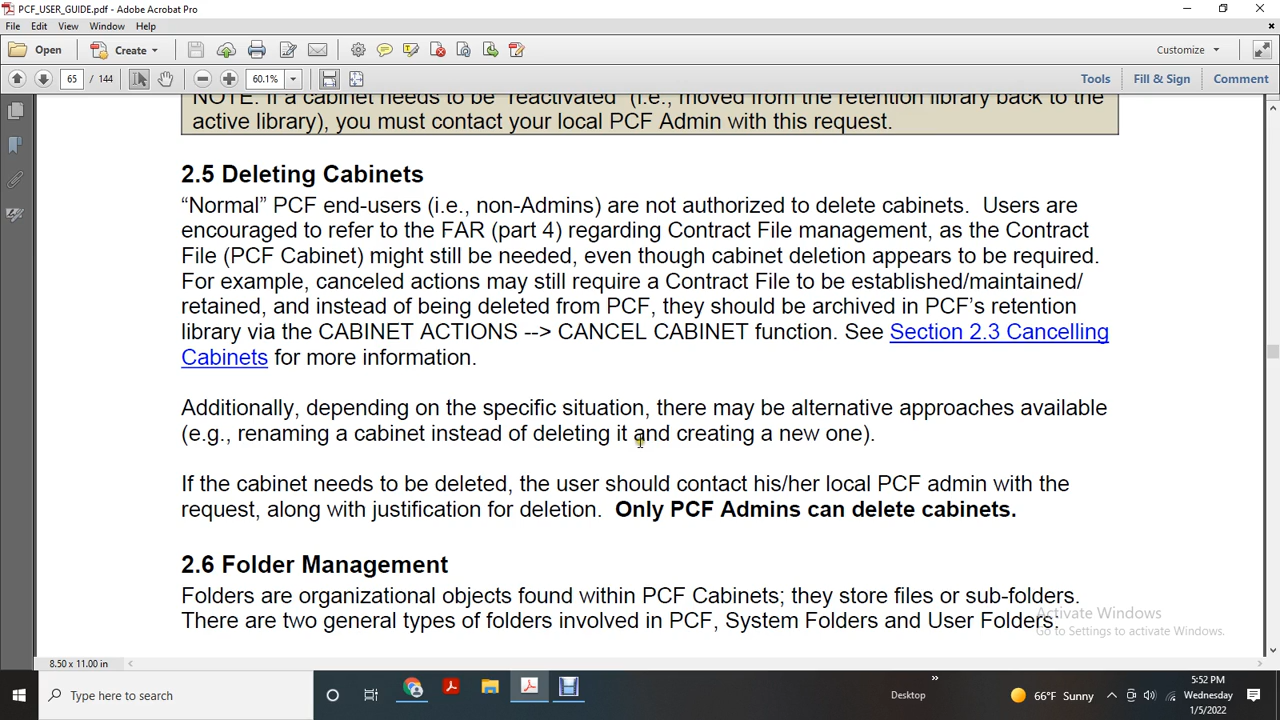 PCF_USER_GUIDE.pdf - Adobe Acrobat Pro
File Edit View Window Help
Open Create Customize
65 / 144 60.1% Tools Fill & Sign Comment
NOTE: If a cabinet needs to be "reactivated" (i.e., moved from the retention library back to the
active library), you must contact your local PCF Admin with this request.
2.5 Deleting Cabinets
“Normal” PCF end-users (i.e., non-Admins) are not authorized to delete cabinets. Users are
encouraged to refer to the FAR (part 4) regarding Contract File management, as the Contract
File (PCF Cabinet) might still be needed, even though cabinet deletion appears to be required.
For example, canceled actions may still require a Contract File to be established/maintained/
retained, and instead of being deleted from PCF, they should be archived in PCF’s retention
library via the CABINET ACTIONS --> CANCEL CABINET function. See Section 2.3 Cancelling
Cabinets for more information.
Additionally, depending on the specific situation, there may be alternative approaches available
(e.g., renaming a cabinet instead of deleting it and creating a new one).
If the cabinet needs to be deleted, the user should contact his/her local PCF admin with the
request, along with justification for deletion. Only PCF Admins can delete cabinets.
2.6 Folder Management
Folders are organizational objects found within PCF Cabinets; they store files or sub-folders.
There are two general types of folders involved in PCF, System Folders and User Folders:
Activate Windows
Go to Settings to activate Windows.
8.50 x 11.00 in
Type here to search
Desktop
66°F Sunny
5:52 PM
Wednesday
1/5/2022